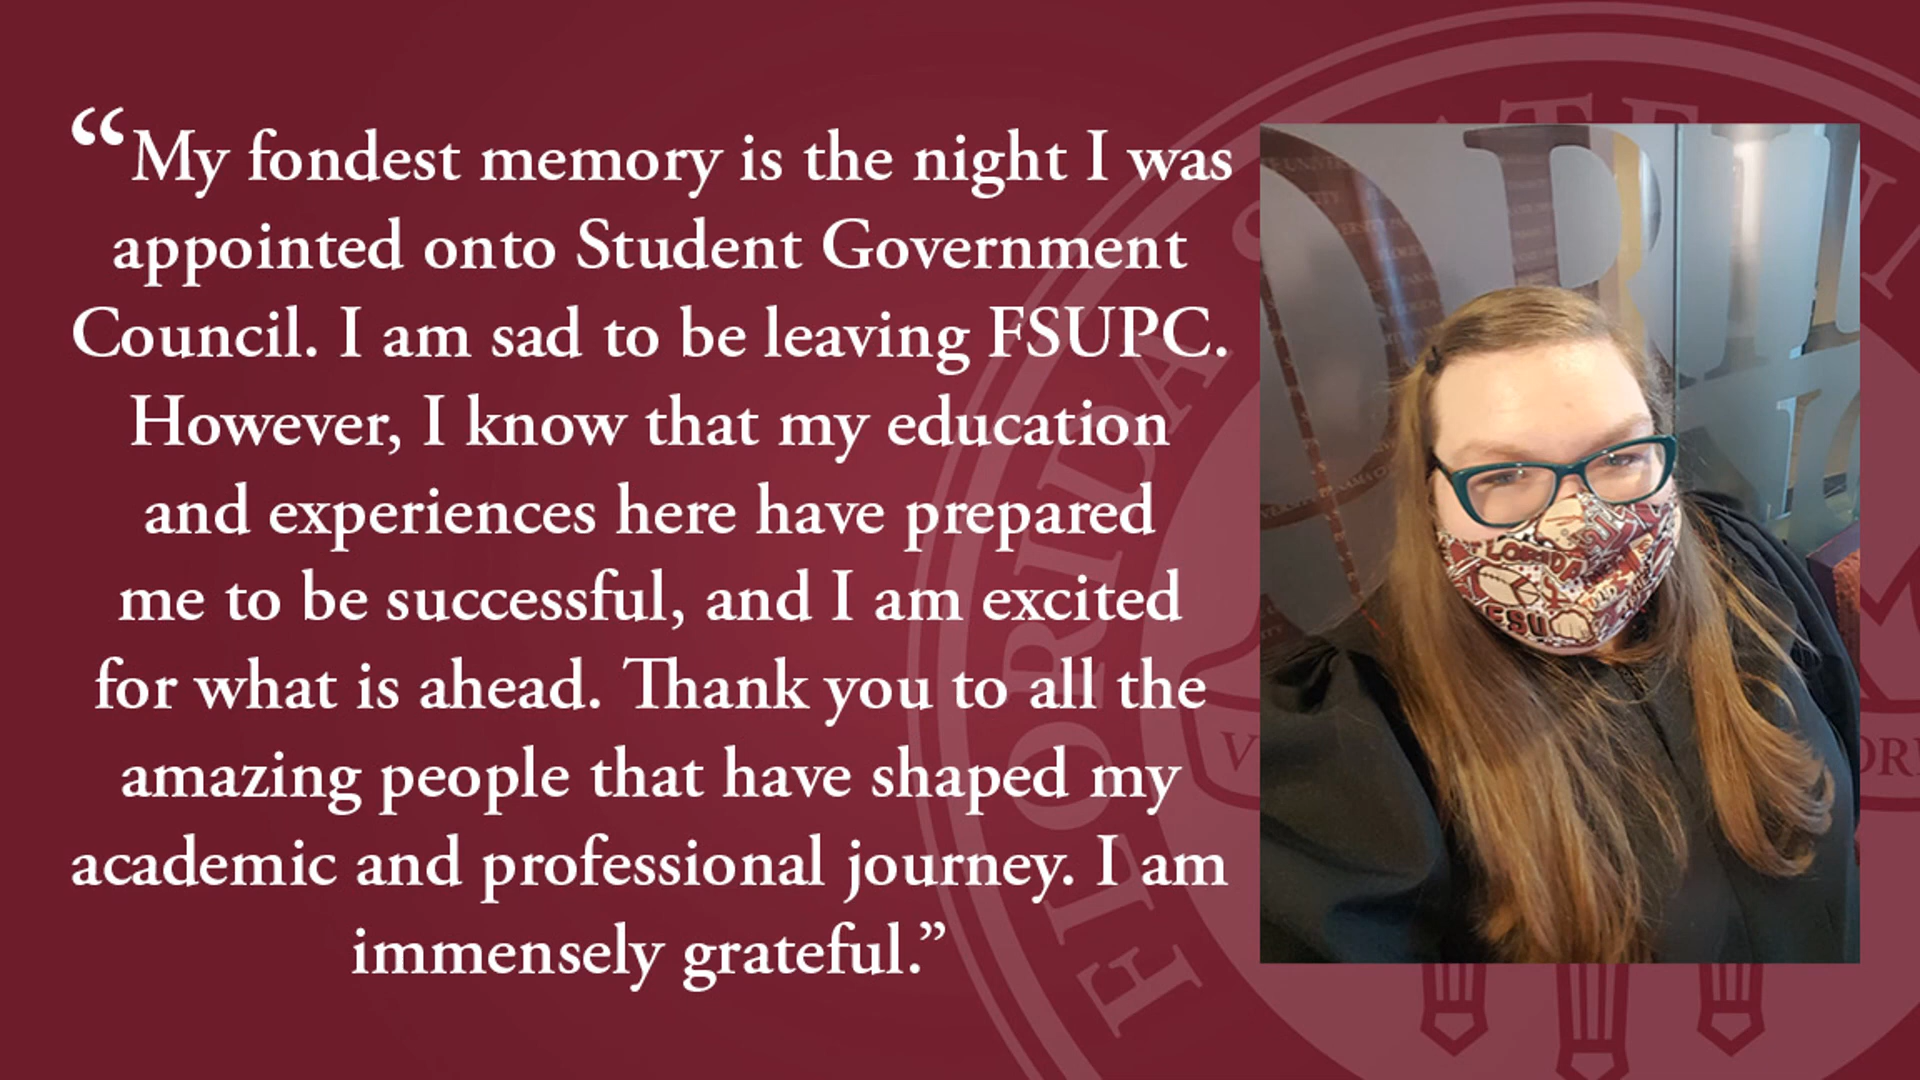 “My fondest memory is the night I was
appointed onto Student Government
Council. I am sad to be leaving FSUPC.
However, I know that my education
and experiences here have prepared
me to be successful, and I am excited
for what is ahead. Thank you to all the
amazing people that have shaped my
academic and professional journey. I am
immensely grateful.”
FLORIDA
FLORIDA
FSU